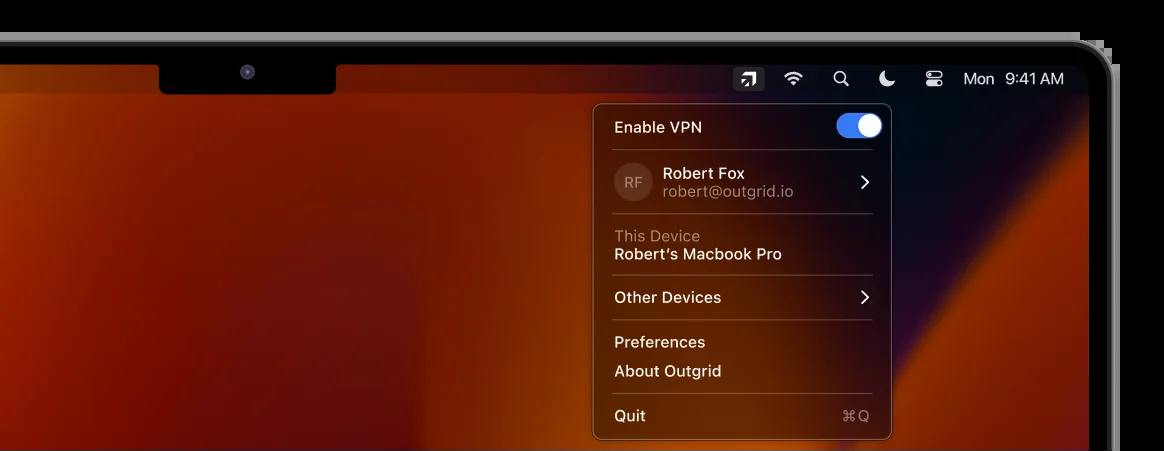 Mon 9:41 AM
Enable VPN
RF
Robert Fox
robert@outgrid.io
This Device
Robert’s Macbook Pro
Other Devices
Preferences
About Outgrid
Quit ⌘Q